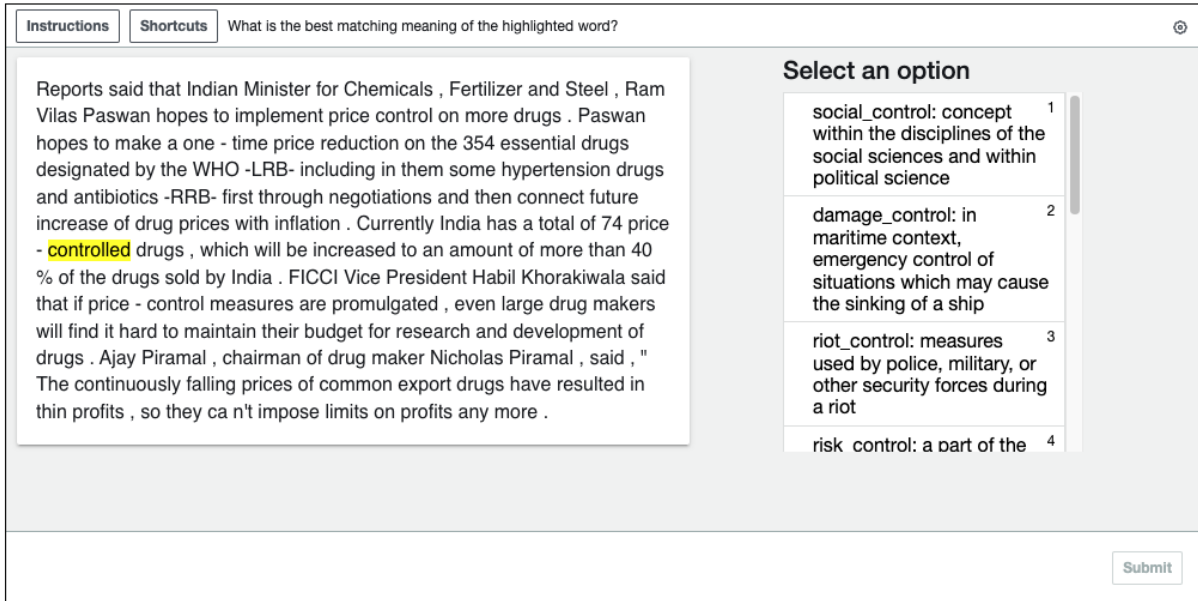 Instructions Shortcuts What is the best matching meaning of the highlighted word?
Reports said that Indian Minister for Chemicals , Fertilizer and Steel , Ram
Vilas Paswan hopes to implement price control on more drugs . Paswan
hopes to make a one - time price reduction on the 354 essential drugs
designated by the WHO -LRB- including in them some hypertension drugs
and antibiotics -RRB- first through negotiations and then connect future
increase of drug prices with inflation . Currently India has a total of 74 price
- controlled drugs , which will be increased to an amount of more than 40
% of the drugs sold by India . FICCI Vice President Habil Khorakiwala said
that if price - control measures are promulgated , even large drug makers
will find it hard to maintain their budget for research and development of
drugs . Ajay Piramal , chairman of drug maker Nicholas Piramal , said , "
The continuously falling prices of common export drugs have resulted in
thin profits , so they ca n't impose limits on profits any more .
Select an option
social_control: concept 1
within the disciplines of the
social sciences and within
political science
damage_control: in 2
maritime context,
emergency control of
situations which may cause
the sinking of a ship
riot_control: measures 3
used by police, military, or
other security forces during
a riot
risk_control: a part of the 4
Submit